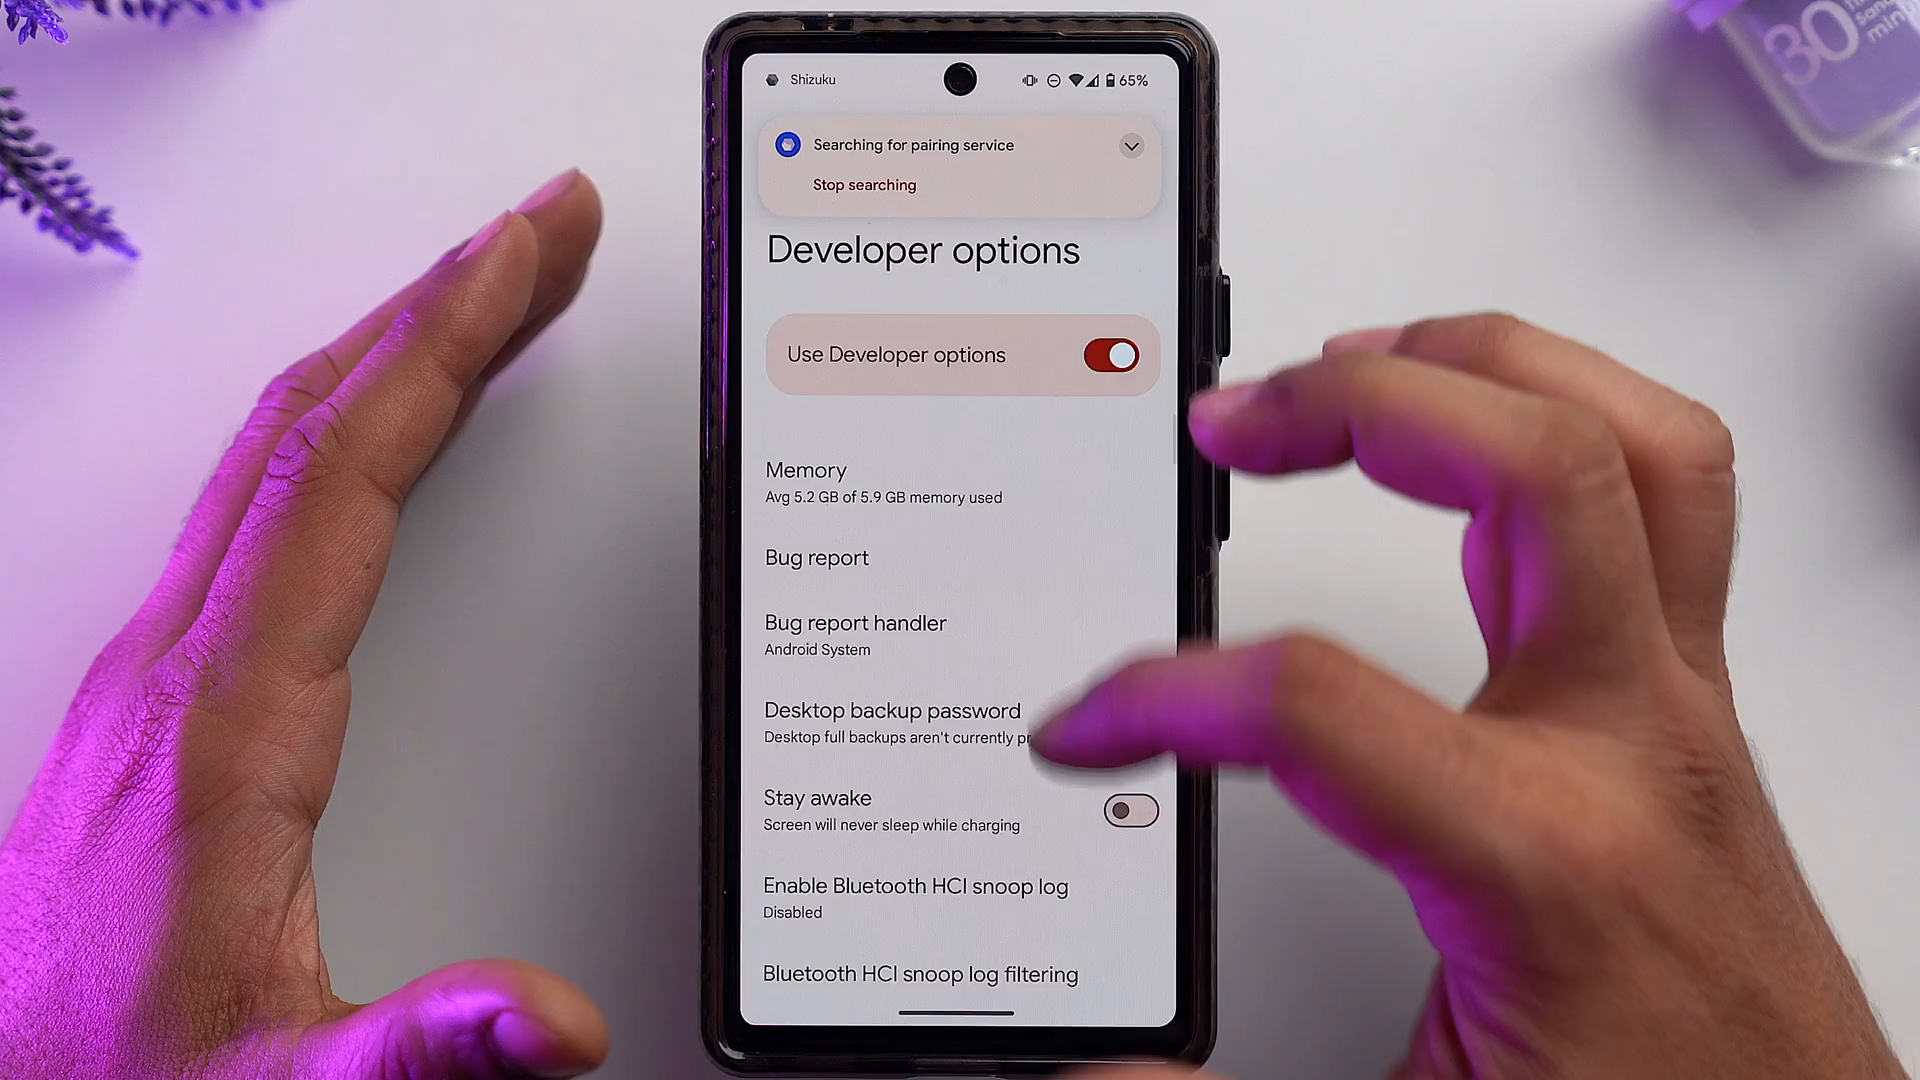 Shizuku
65%
Searching for pairing service
Stop searching
Developer options
Use Developer options
Memory
Avg 5.2 GB of 5.9 GB memory used
Bug report
Bug report handler
Android System
Desktop backup password
Desktop full backups aren't currently
Stay awake
Screen will never sleep while charging
Enable Bluetooth HCI snoop log
Disabled
Bluetooth HCI snoop log filtering
30